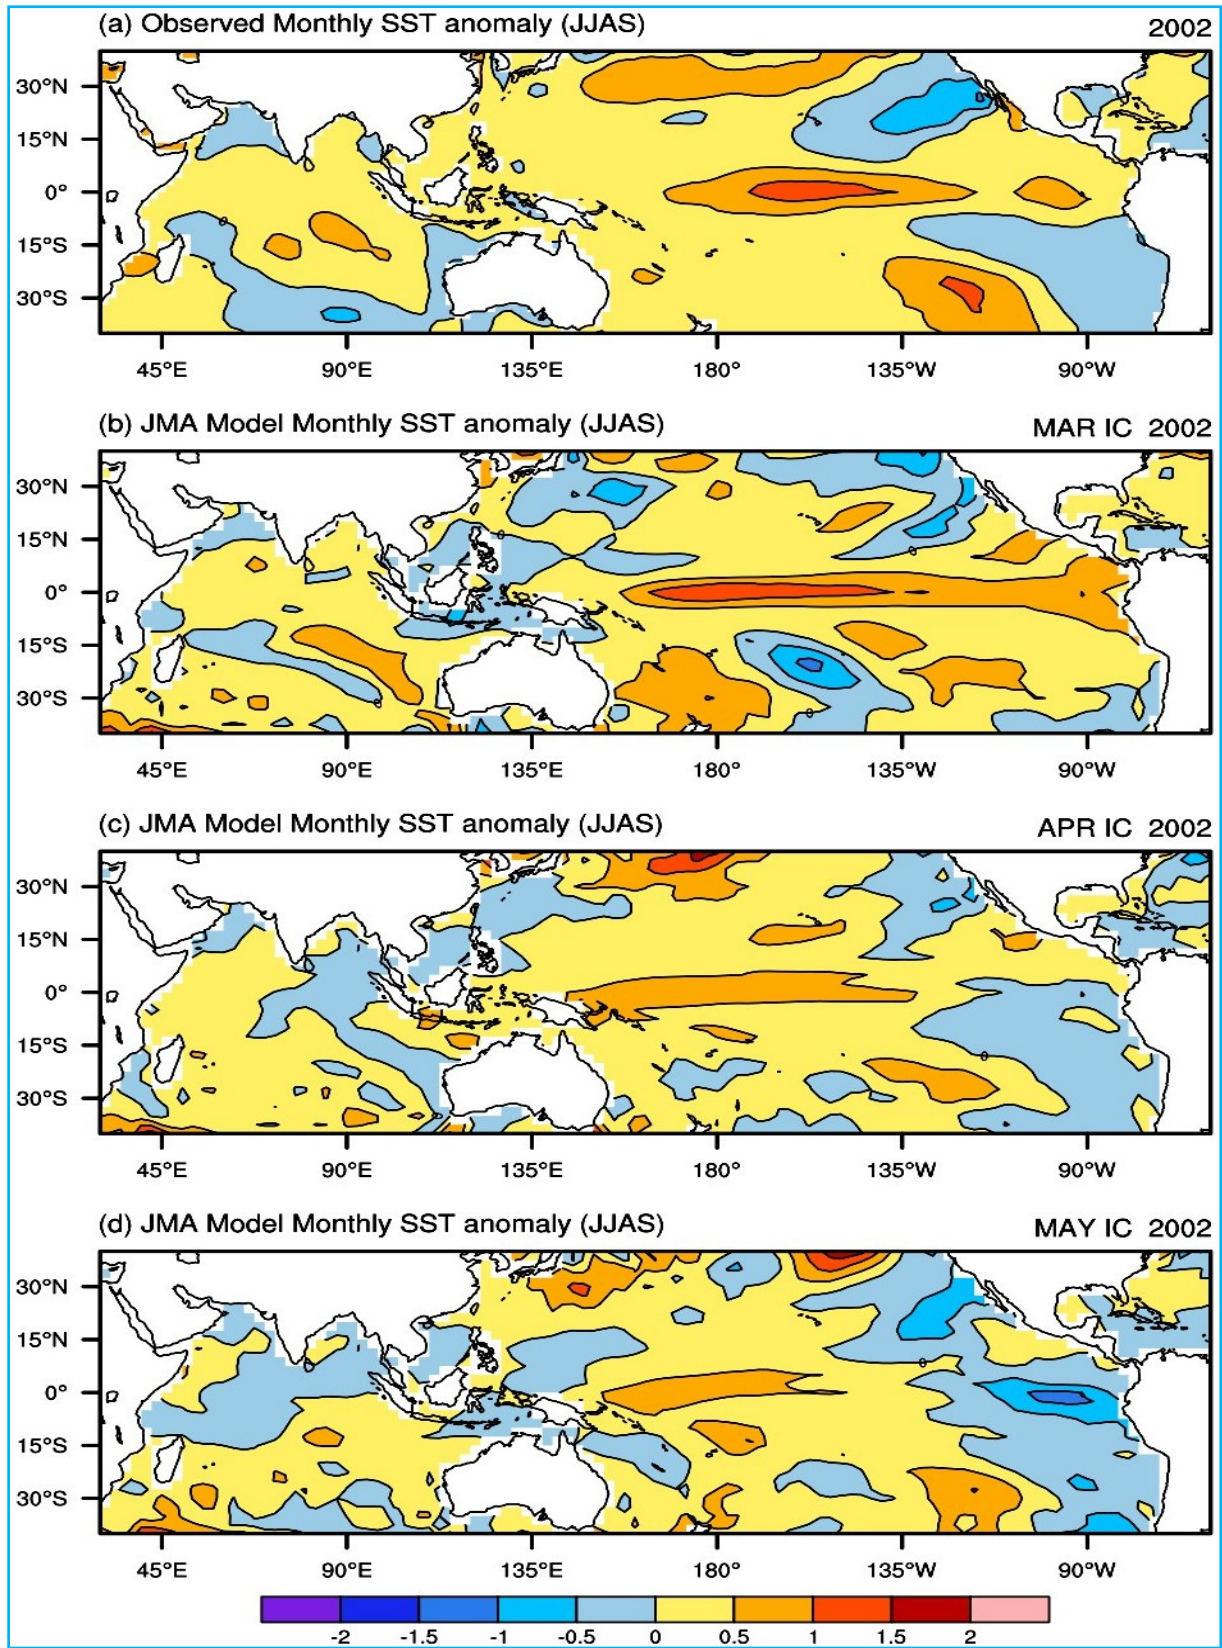 (a) Observed Monthly SST anomaly (JJAS) 2002
30°N
15°N
0°
15°S
30°S
45°E 90°E 135°E 180° 135°W 90°W
(b) JMA Model Monthly SST anomaly (JJAS) MAR IC 2002
30°N
15°N
0°
15°S
30°S
45°E 90°E 135°E 180° 135°W 90°W
(c) JMA Model Monthly SST anomaly (JJAS) APR IC 2002
30°N
15°N
0°
15°S
30°S
45°E 90°E 135°E 180° 135°W 90°W
(d) JMA Model Monthly SST anomaly (JJAS) MAY IC 2002
30°N
15°N
0°
15°S
30°S
45°E 90°E 135°E 180° 135°W 90°W
-2 -1.5 -1 -0.5 0 0.5 1 1.5 2